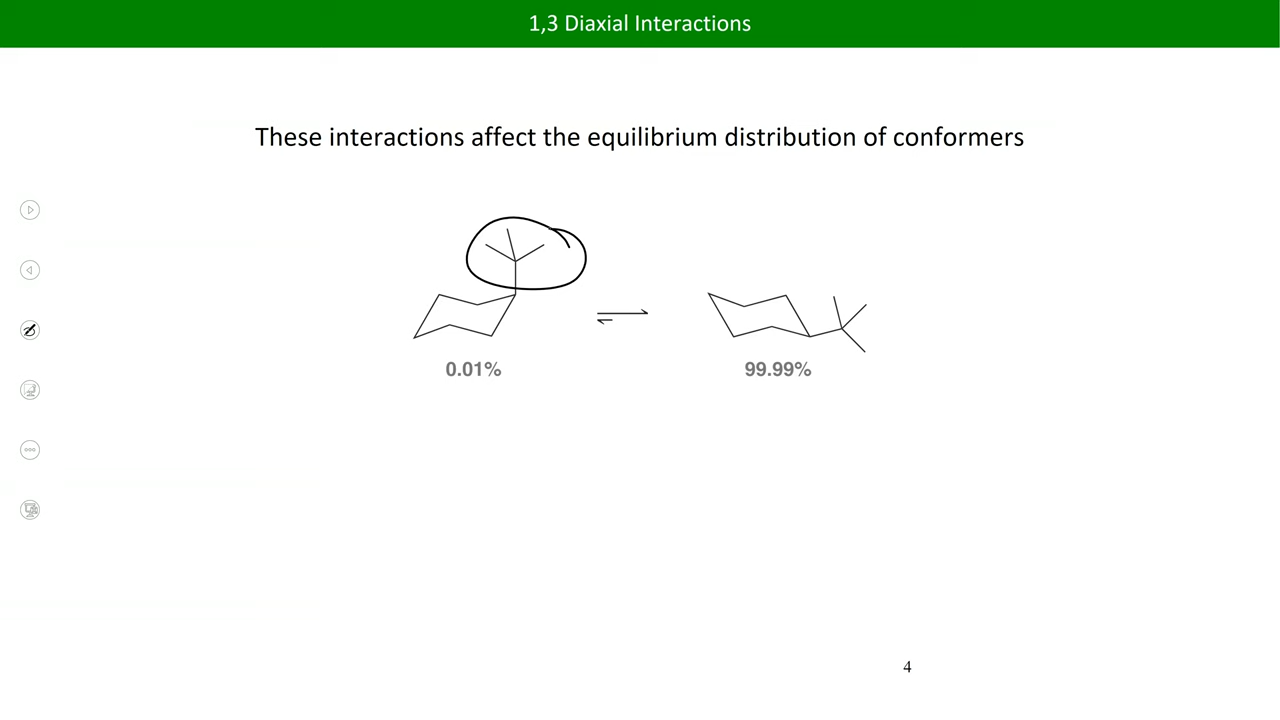 1,3 Diaxial Interactions
These interactions affect the equilibrium distribution of conformers
0.01%
99.99%
4